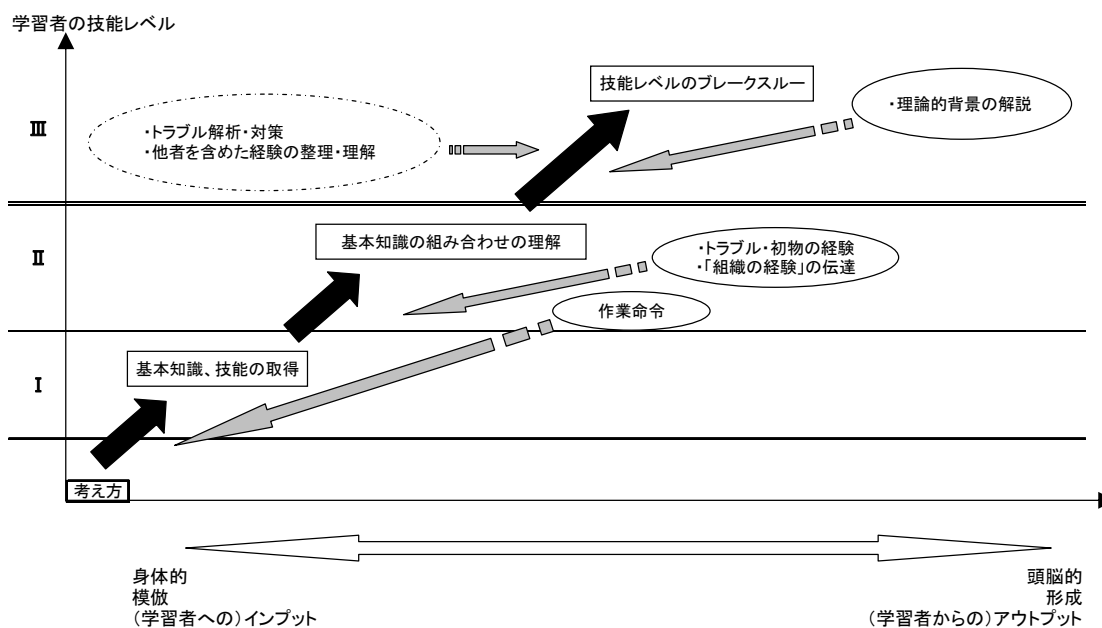 学習者の技能レベル
技能レベルのブレークスルー
・理論的背景の解説
Ⅲ
・トラブル解析・対策
・他者を含めた経験の整理・理解
基本知識の組み合わせの理解
・トラブル・初物の経験
・「組織の経験」の伝達
Ⅱ
作業命令
基本知識、技能の取得
Ⅰ
考え方
身体的
模倣
(学習者への)インプット
頭脳的
形成
(学習者からの)アウトプット